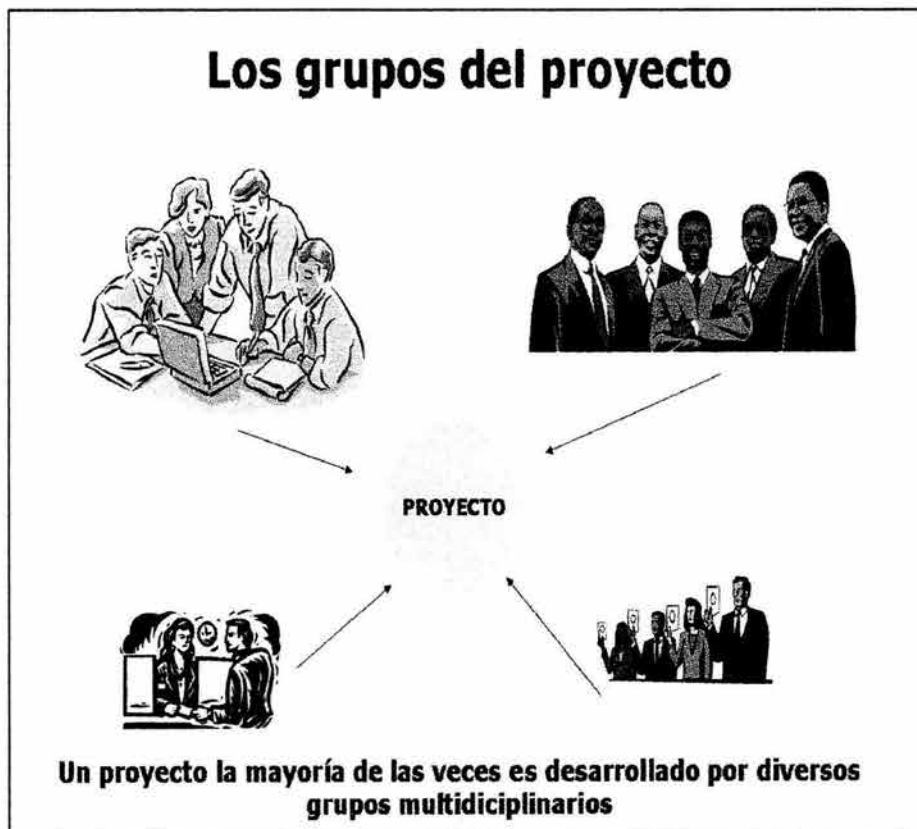 Los grupos del proyecto
PROYECTO
Un proyecto la mayoría de las veces es desarrollado por diversos
grupos multidiciplinarios